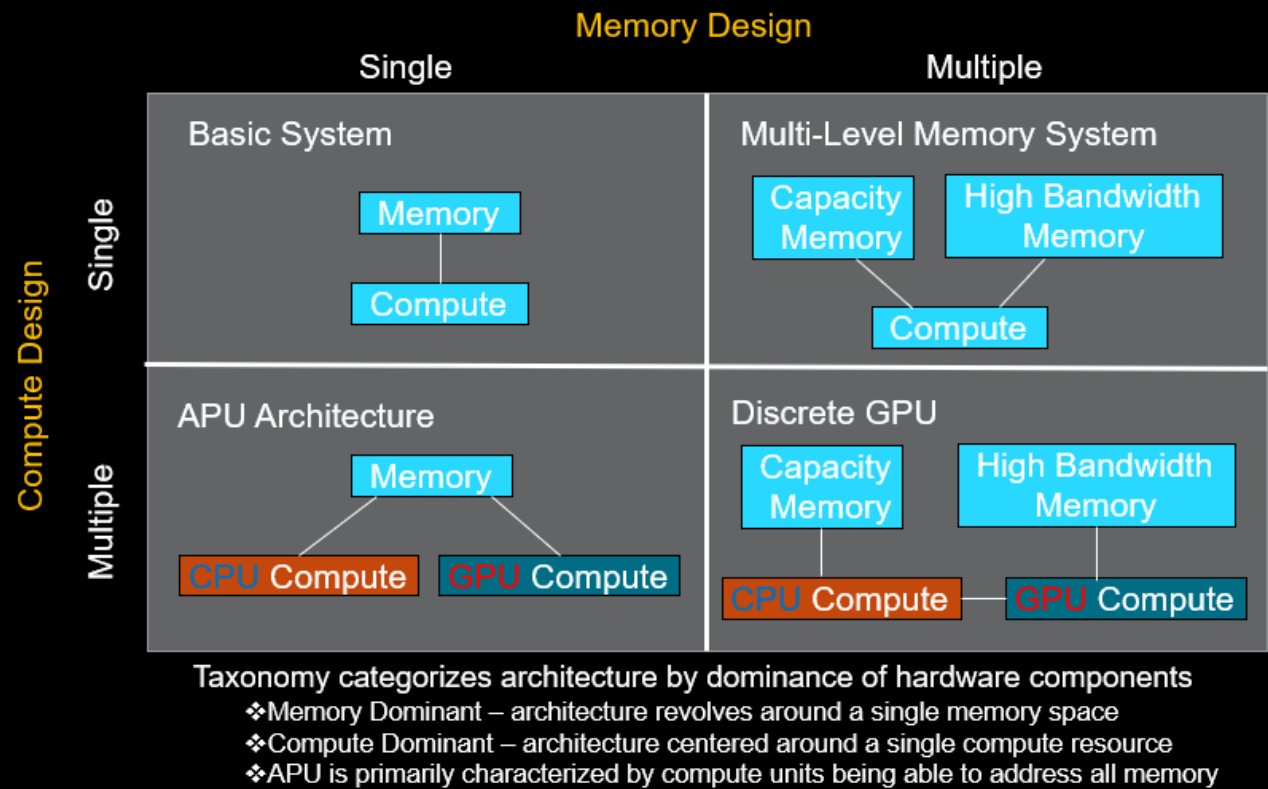 Memory Design
Single
Multiple
Compute Design
Single
Basic System
Memory
Compute
Multi-Level Memory System
Capacity
Memory
High Bandwidth
Memory
Compute
Multiple
APU Architecture
Memory
CPU Compute
GPU Compute
Discrete GPU
Capacity
Memory
High Bandwidth
Memory
CPU Compute
GPU Compute
Taxonomy categorizes architecture by dominance of hardware components
❖Memory Dominant – architecture revolves around a single memory space
❖Compute Dominant – architecture centered around a single compute resource
❖APU is primarily characterized by compute units being able to address all memory